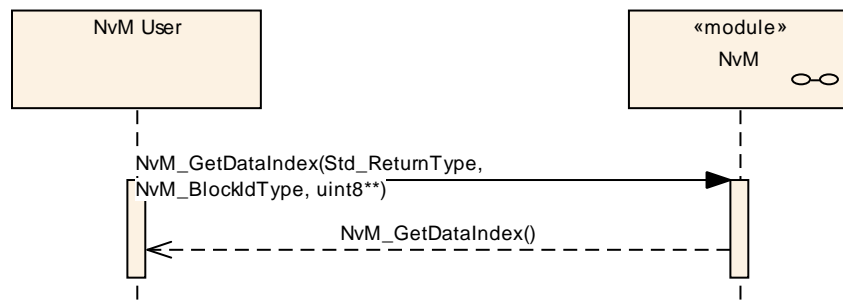 NvM User
«module»
NvM
NvM_GetDataIndex(Std_ReturnType,
NvM_BlockIdType, uint8**)
NvM_GetDataIndex()